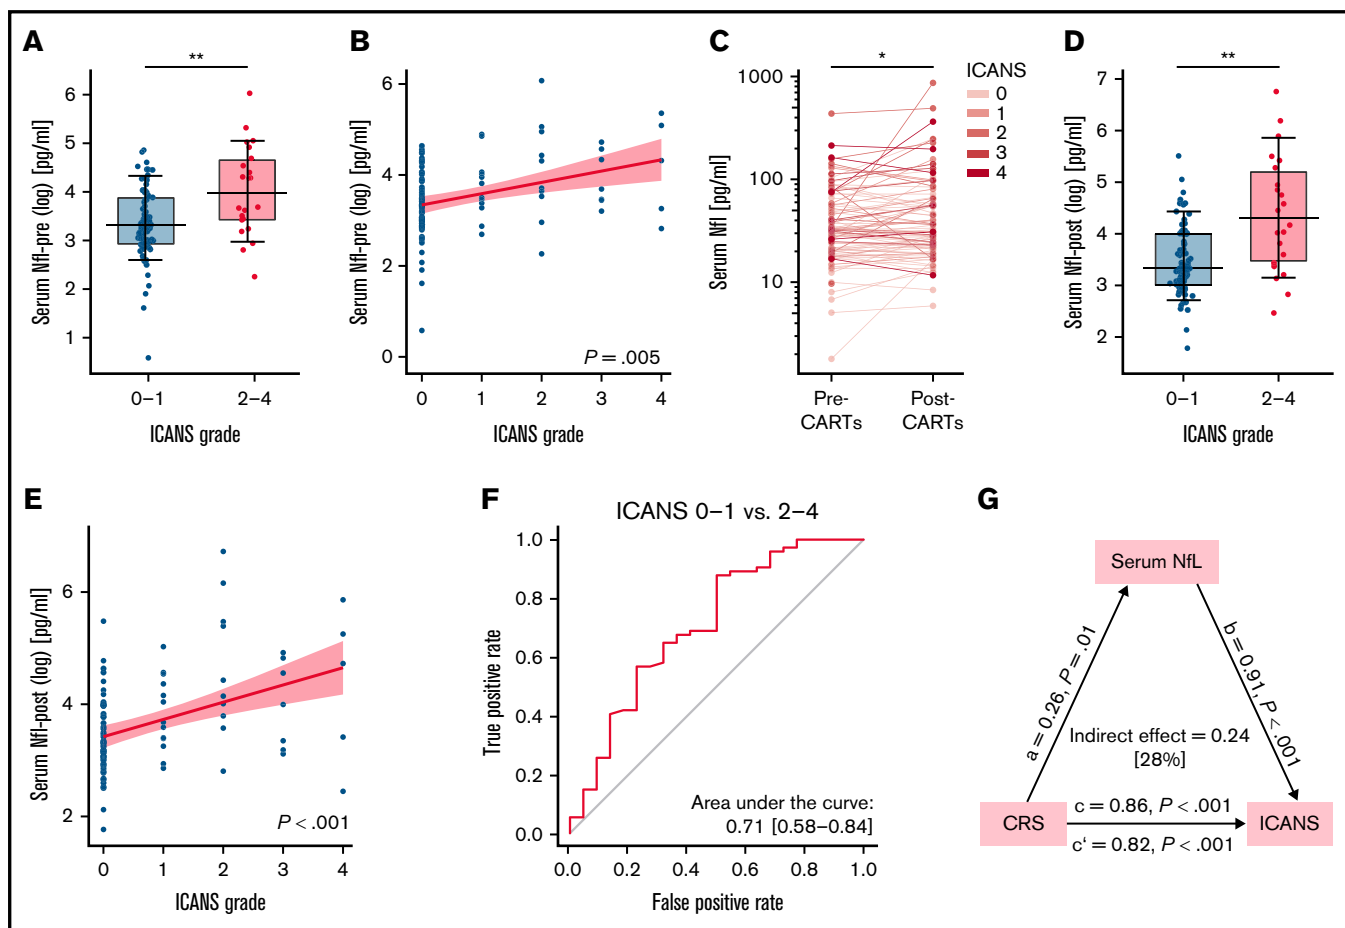 A
**
Serum Nfl-pre (log) [pg/ml]
6
5
4
3
2
1
0–1
2–4
ICANS grade
B
Serum Nfl-pre (log) [pg/ml]
6
4
2
0
P = .005
0
1
2
3
4
ICANS grade
C
*
Serum Nfl [pg/ml]
1000
100
10
Pre-
CARTs
Post-
CARTs
ICANS
0
1
2
3
4
D
**
Serum Nfl-post (log) [pg/ml]
7
6
5
4
3
2
0–1
2–4
ICANS grade
E
Serum Nfl-post (log) [pg/ml]
6
4
2
P < .001
0
1
2
3
4
ICANS grade
F
ICANS 0–1 vs. 2–4
True positive rate
1.0
0.8
0.6
0.4
0.2
0.0
Area under the curve:
0.71 [0.58–0.84]
0.0
0.2
0.4
0.6
0.8
1.0
False positive rate
G
Serum NfL
a = 0.26, P = .01
b = 0.91, P < .001
Indirect effect = 0.24
[28%]
CRS
c = 0.86, P < .001
c‘ = 0.82, P < .001
ICANS